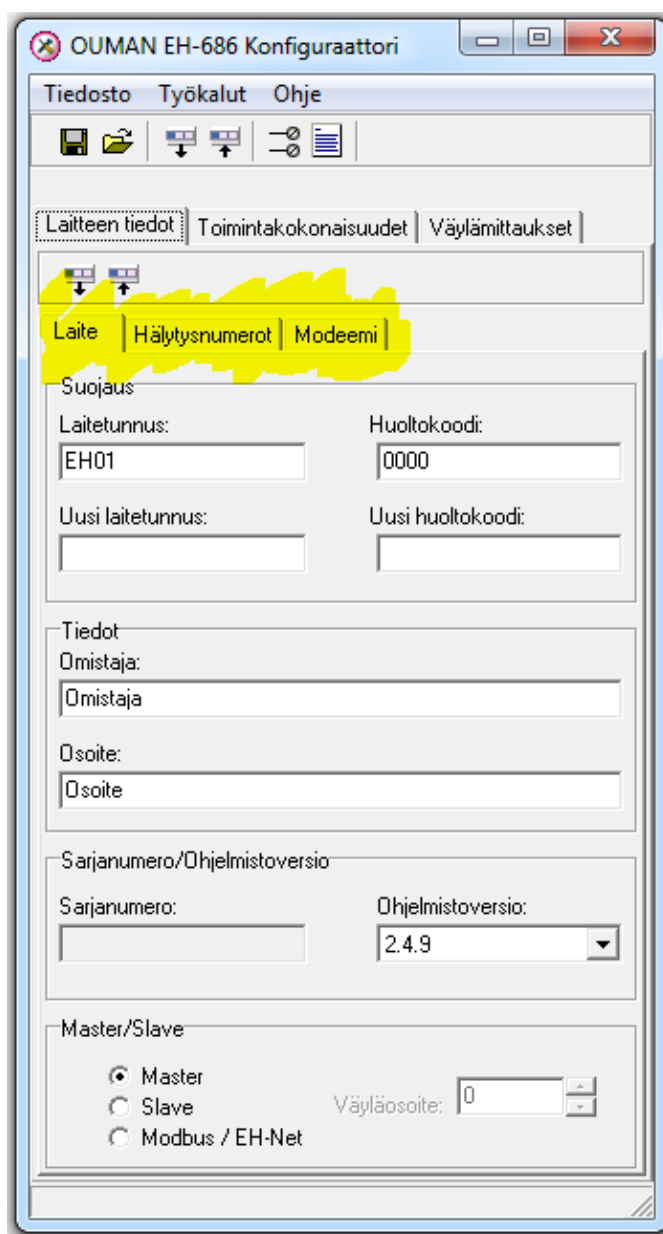 OUMAN EH-686 Konfiguraattori
Tiedosto Työkalut Ohje
Laitteen tiedot Toimintakokonaisuudet Väylämittaukset
Laite Hälytysnumerot Modeemi
Suojaus
Laitetunnus: Huoltokoodi:
EH01 0000
Uusi laitetunnus: Uusi huoltokoodi:
Tiedot
Omistaja:
Omistaja
Osoite:
Osoite
Sarjanumero/Ohjelmistoversio
Sarjanumero: Ohjelmistoversio:
2.4.9
Master/Slave
Master
Slave Väyläosoite: 0
Modbus / EH-Net